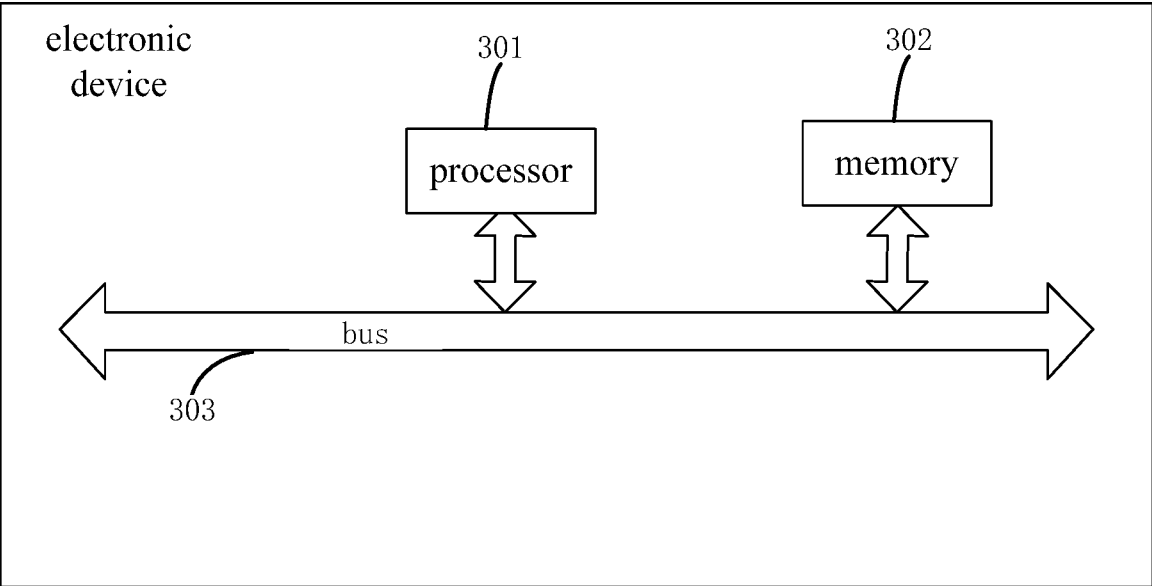 electronic
device
301
302
processor
memory
bus
303